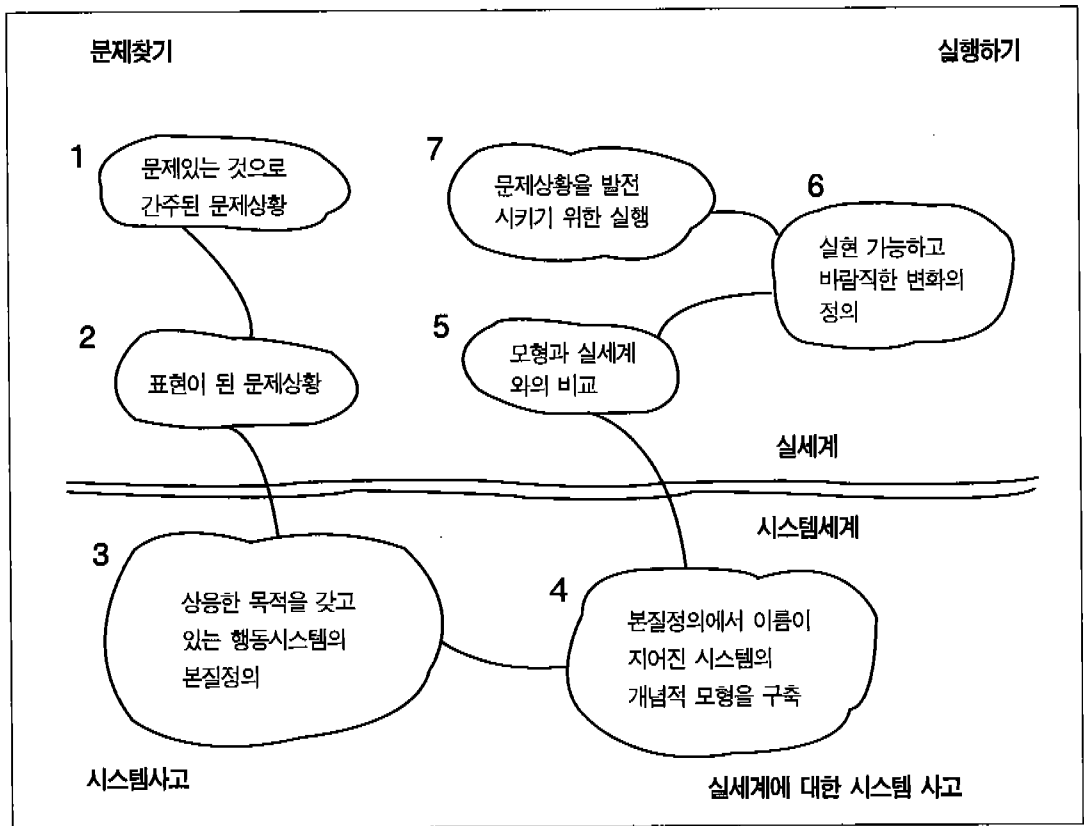 문제찾기
실행하기
1
문제있는 것으로
간주된 문제상황
7
문제상황을 발전
시키기 위한 실행
6
실현 가능하고
바람직한 변화의
정의
2
표현이 된 문제상황
5
모형과 실세계
와의 비교
실세계
시스템세계
3
상용한 목적을 갖고
있는 행동시스템의
본질정의
4
본질정의에서 이름이
지어진 시스템의
개념적 모형을 구축
시스템사고
실세계에 대한 시스템 사고